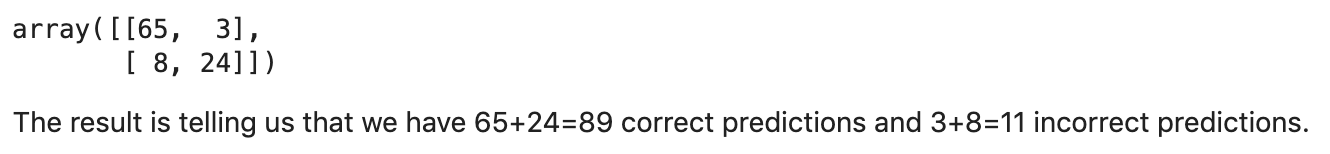 array([[65,  3],
       [ 8, 24]])
The result is telling us that we have 65+24=89 correct predictions and 3+8=11 incorrect predictions.